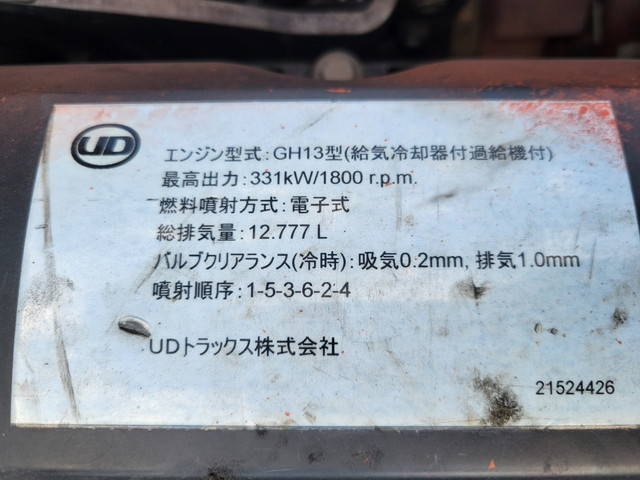 UD
エンジン型式:GH13型(給気冷却器付過給機付)
最高出力:331kW/1800 r.p.m.
燃料噴射方式:電子式
総排気量:12.777 L
バルブクリアランス(冷時):吸気0.2mm, 排気1.0mm
噴射順序:1-5-3-6-2-4
UDトラックス株式会社
21524426